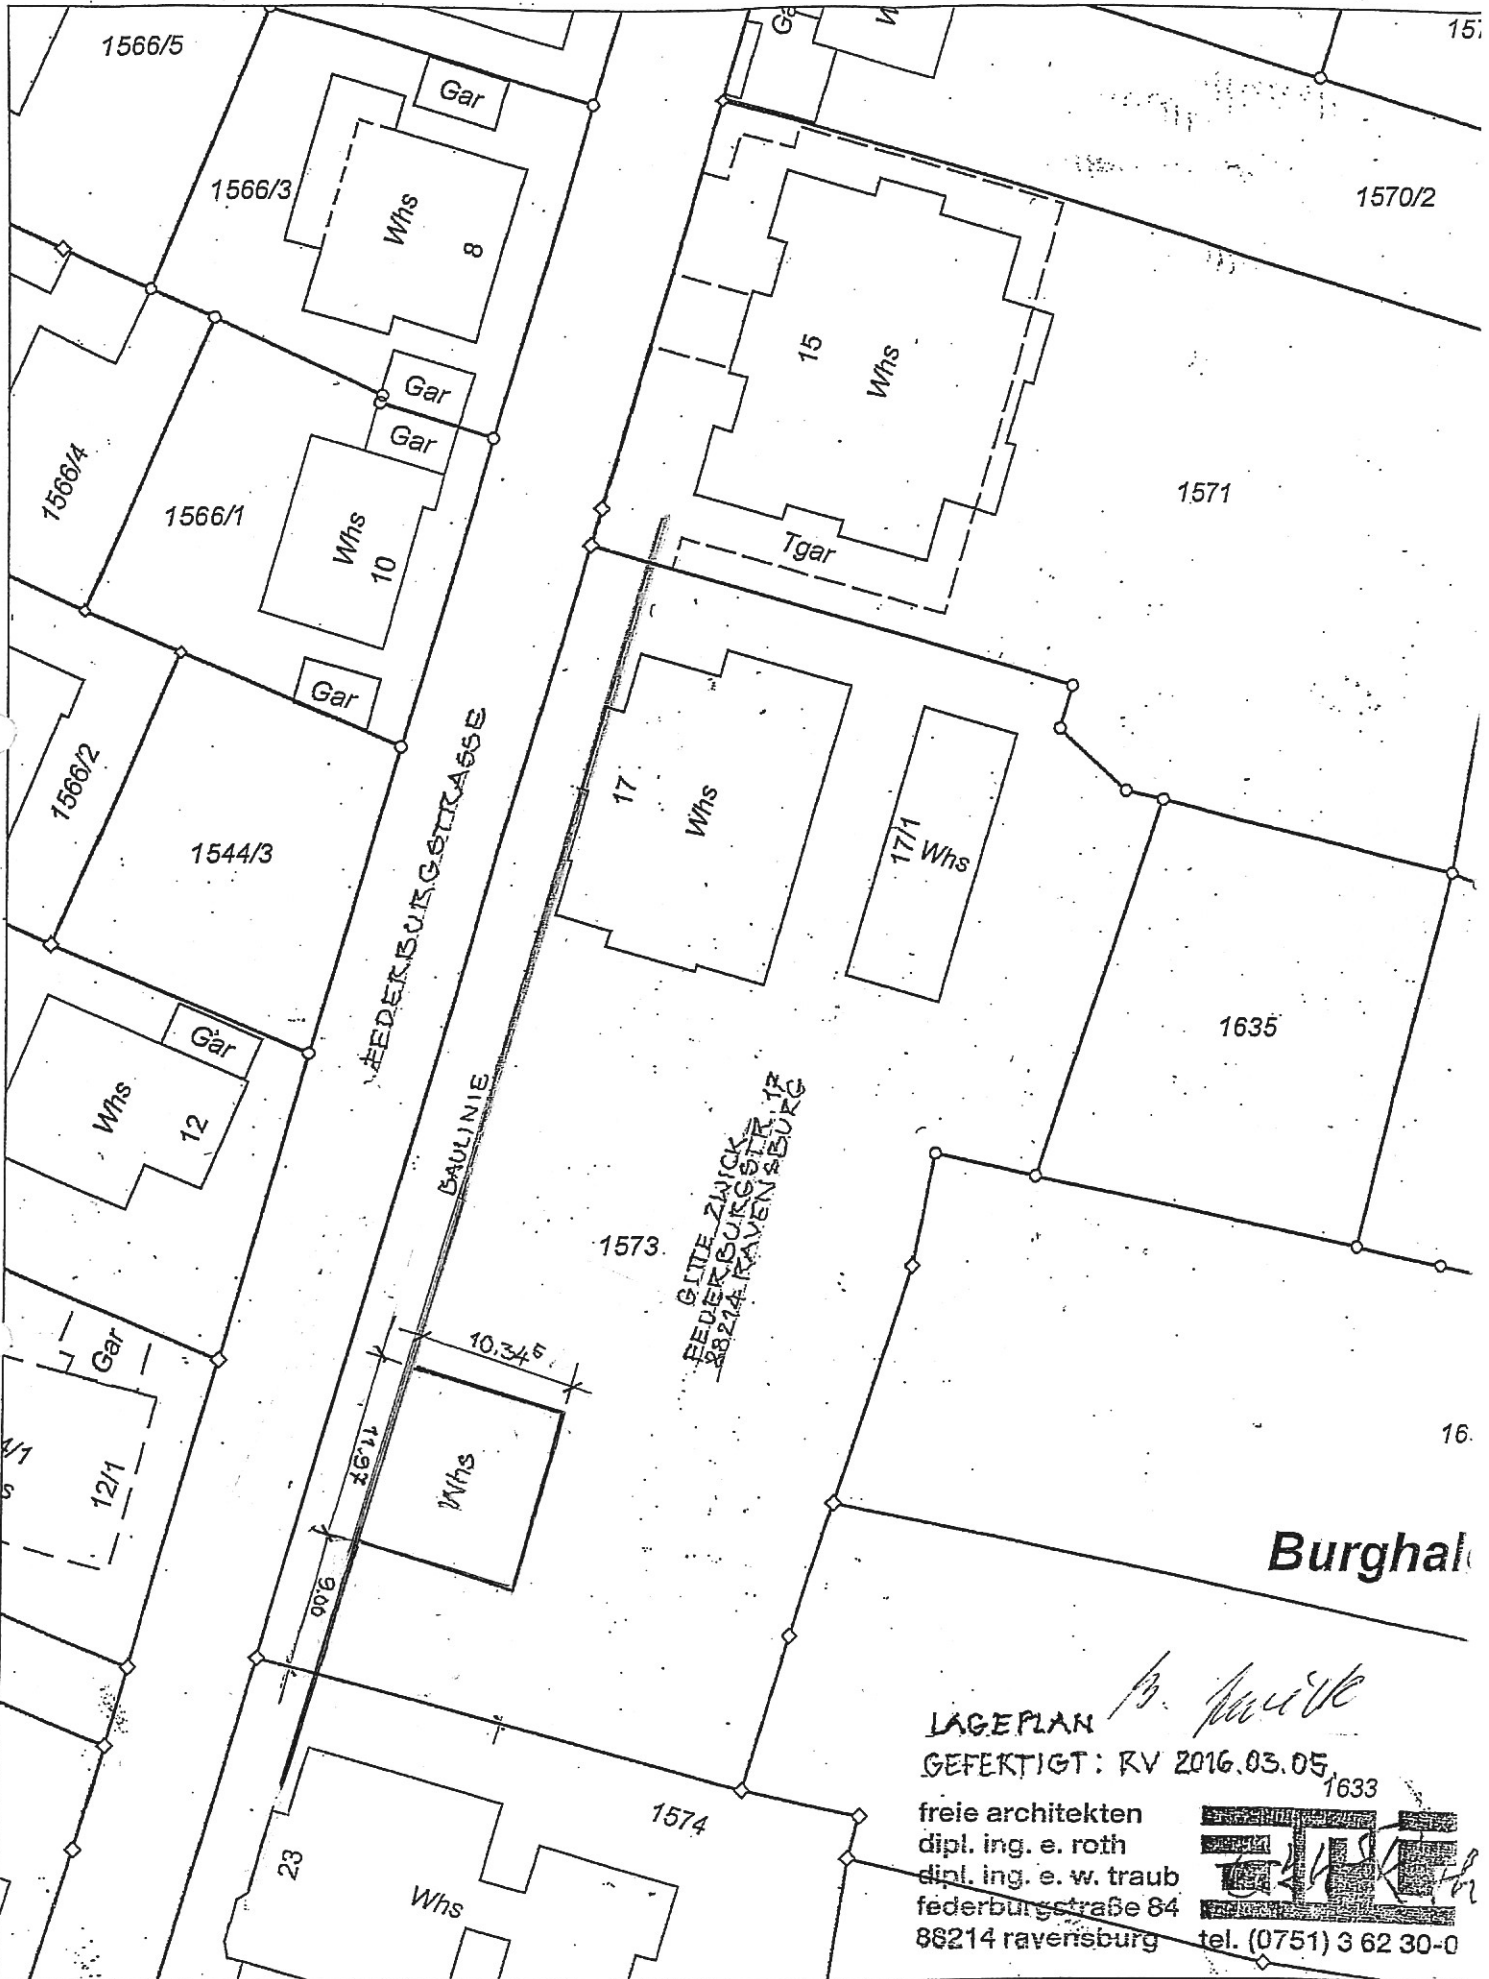 1566/5
Gar
1570/2
1566/3
Whs
8
Gar
Gar
15
Whs
1566/4
1566/1
Whs
10
1571
Tgar
Gar
1566/2
1544/3
FEDERBURGSTRASSE
17
Whs
17/1
Whs
1635
Gar
Whs
12
BAULINIE
1573
GITTE ZWICK
FEDERBURGSTR. 17
88214 RAVENSBURG
Gar
12/1
10.34⁵
11.97
Whs
9.00
Burghal
LAGEPLAN
GEFERTIGT: RV 2016.03.05.
1633
freie architekten
dipl. ing. e. roth
dipl. ing. e. w. traub
federburgstraße 84
88214 ravensburg tel. (0751) 3 62 30-0
1574
23
Whs